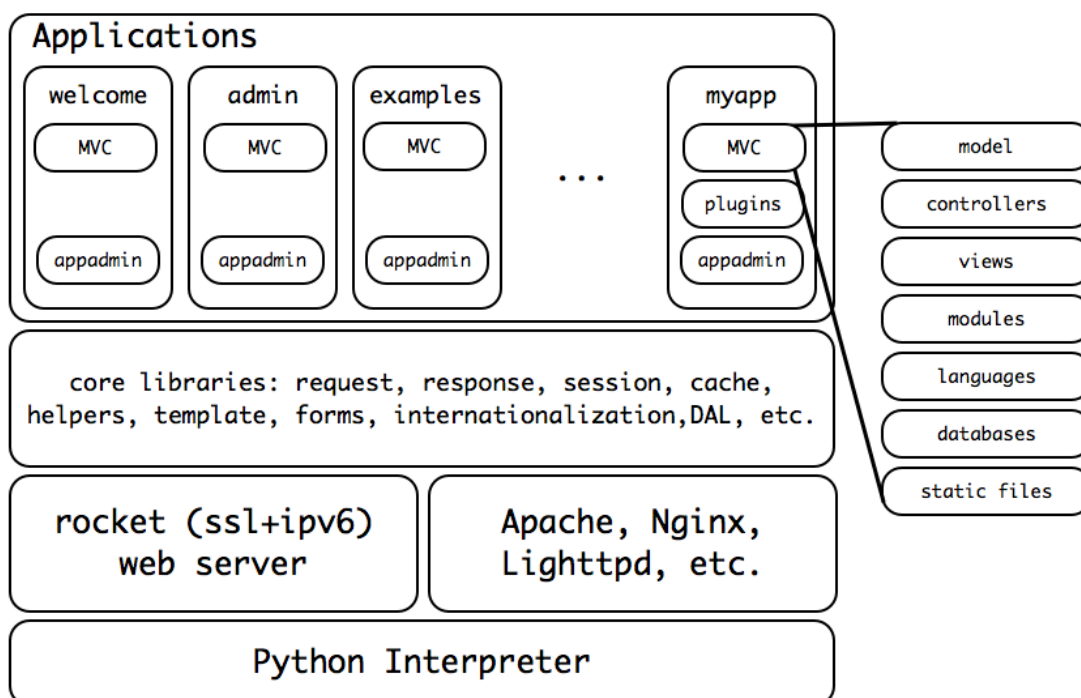 Applications
welcome
MVC
appadmin
admin
MVC
appadmin
examples
MVC
appadmin
...
myapp
MVC
plugins
appadmin
model
controllers
views
modules
languages
databases
static files
core libraries: request, response, session, cache,
helpers, template, forms, internationalization,DAL, etc.
rocket (ssl+ipv6)
web server
Apache, Nginx,
Lighttpd, etc.
Python Interpreter